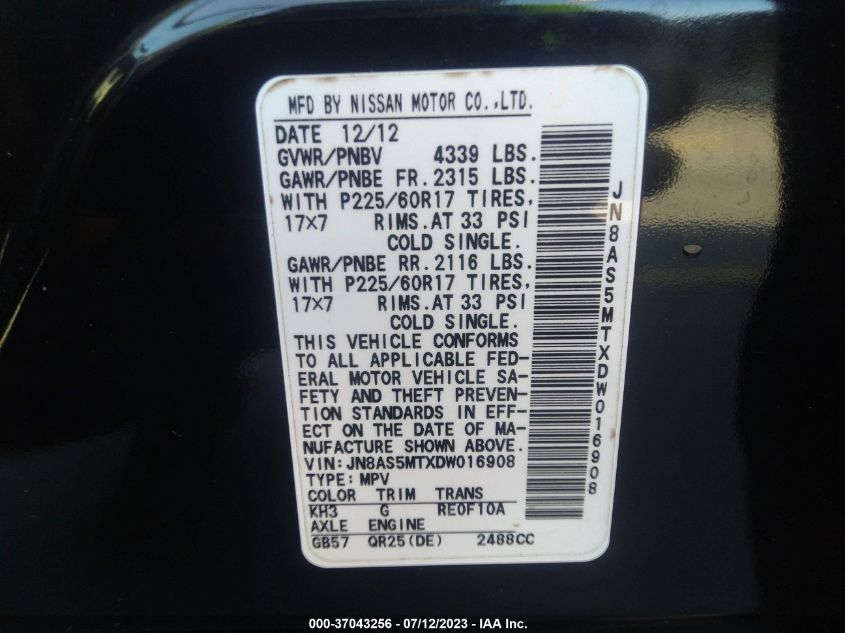 MFD BY NISSAN MOTOR CO.,LTD.
DATE 12/12
GVWR/PNBV 4339 LBS.
GAWR/PNBE FR. 2315 LBS.
WITH P225/60R17 TIRES,
17X7 RIMS.AT 33 PSI
COLD SINGLE.
GAWR/PNBE RR. 2116 LBS.
WITH P225/60R17 TIRES,
17X7 RIMS.AT 33 PSI
COLD SINGLE.
THIS VEHICLE CONFORMS
TO ALL APPLICABLE FED-
ERAL MOTOR VEHICLE SA-
FETY AND THEFT PREVEN-
TION STANDARDS IN EFF-
ECT ON THE DATE OF MA-
NUFACTURE SHOWN ABOVE.
VIN:JN8AS5MTXDW016908
TYPE:MPV
COLOR TRIM TRANS
KH3 G RE0F10A
AXLE ENGINE
GB57 QR25(DE) 2488CC
JN8AS5MTXDW016908
000-37043256 - 07/12/2023 - IAA Inc.